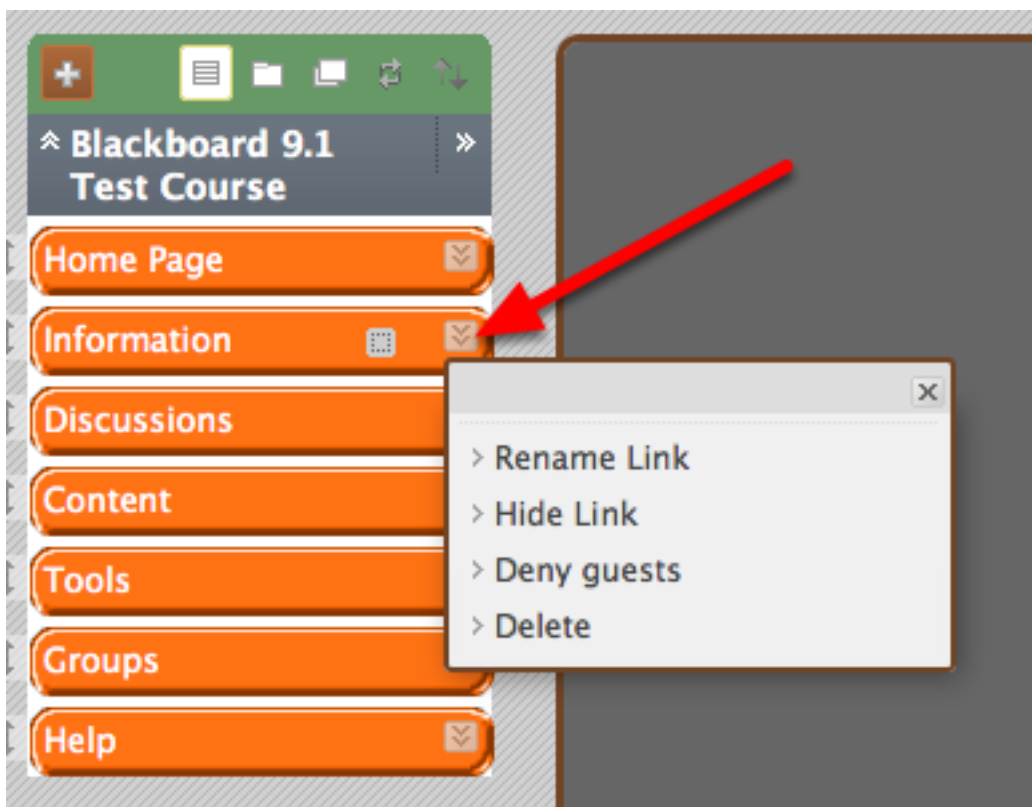 Blackboard 9.1
Test Course
Home Page
Information
Discussions
Content
Tools
Groups
Help
Rename Link
Hide Link
Deny guests
Delete